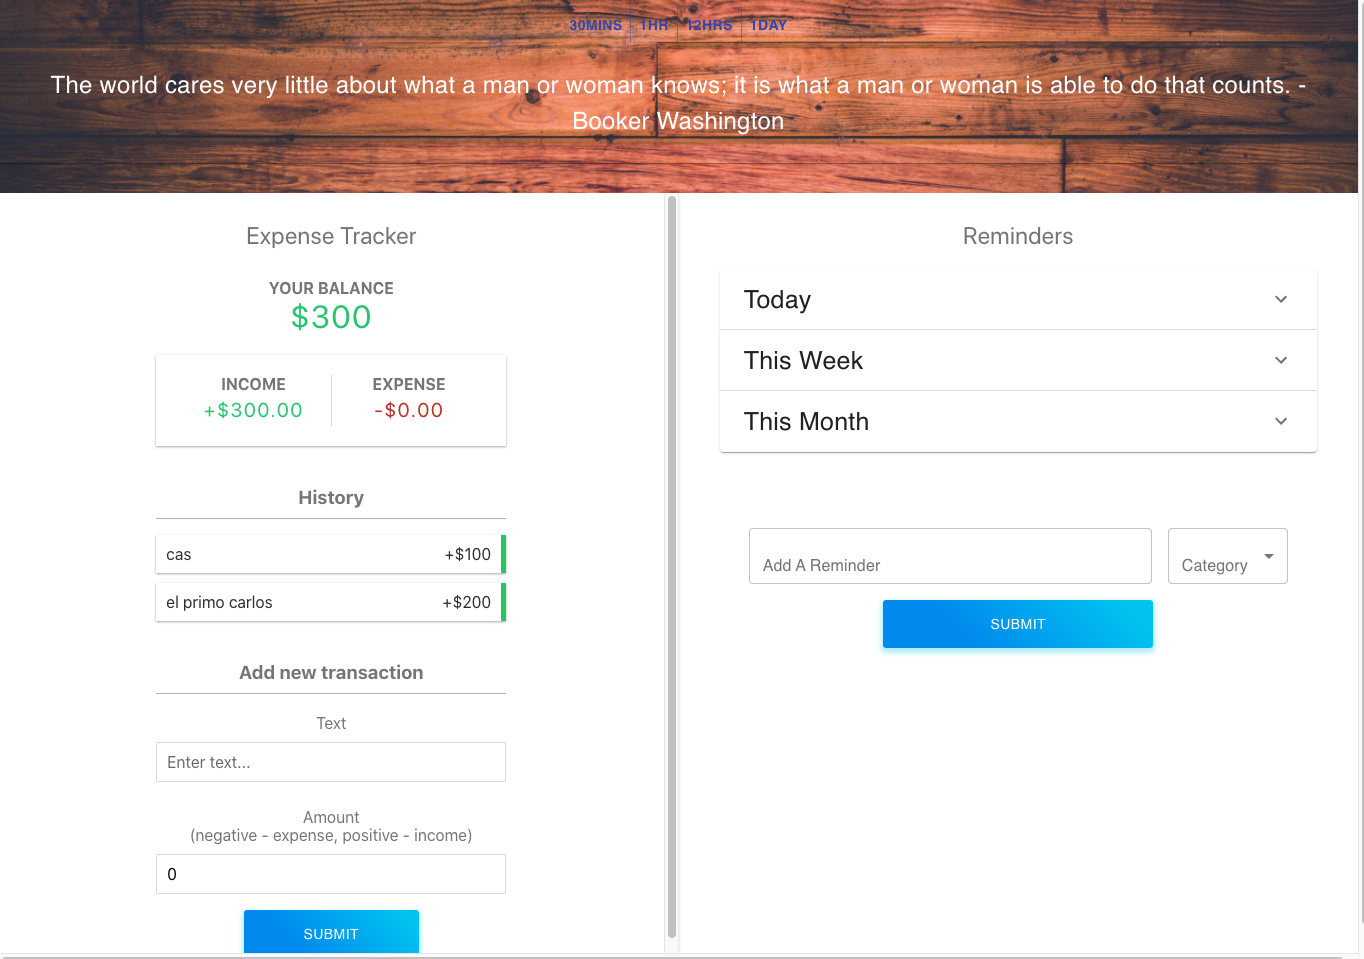 30MINS 1HR 12HRS 1DAY
The world cares very little about what a man or woman knows; it is what a man or woman is able to do that counts. -
Booker Washington
Expense Tracker
YOUR BALANCE
$300
INCOME EXPENSE
+$300.00 -$0.00
History
cas +$100
el primo carlos +$200
Add new transaction
Text
Enter text...
Amount
(negative - expense, positive - income)
0
SUBMIT
Reminders
Today
This Week
This Month
Add A Reminder
Category
SUBMIT